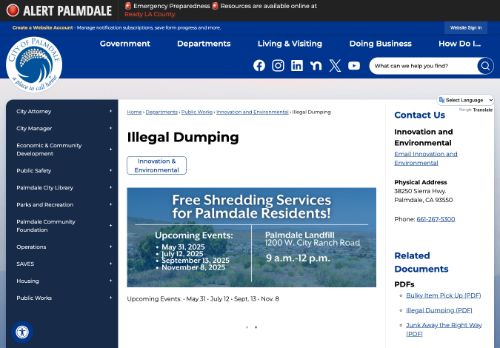 ALERT PALMDALE
🚨 Emergency Preparedness 🚨 Resources are available online at
Ready LA County.
Create a Website Account - Manage notification subscriptions, save form progress and more.
Website Sign In
CITY OF PALMDALE
a place to call home
Government
Departments
Living & Visiting
Doing Business
How Do I...
What can we help you find?
Select Language
Google Translate
City Attorney +
City Manager +
Economic & Community
Development +
Public Safety +
Palmdale City Library +
Parks and Recreation +
Palmdale Community
Foundation +
Operations +
SAVES +
Housing +
Public Works +
Home › Departments › Public Works › Innovation and Environmental › Illegal Dumping
Illegal Dumping
Innovation &
Environmental
Free Shredding Services
for Palmdale Residents!
Upcoming Events:
• May 31, 2025
• July 12, 2025
• September 13, 2025
• November 8, 2025
Palmdale Landfill
1200 W. City Ranch Road
9 a.m.-12 p.m.
Upcoming Events: • May 31 • July 12 • Sept. 13 • Nov. 8
Contact Us
Innovation and
Environmental
Email Innovation and
Environmental
Physical Address
38250 Sierra Hwy.
Palmdale, CA 93550
Phone: 661-267-5300
Related
Documents
PDFs
Bulky Item Pick Up (PDF)
Illegal Dumping (PDF)
Junk Away the Right Way
(PDF)